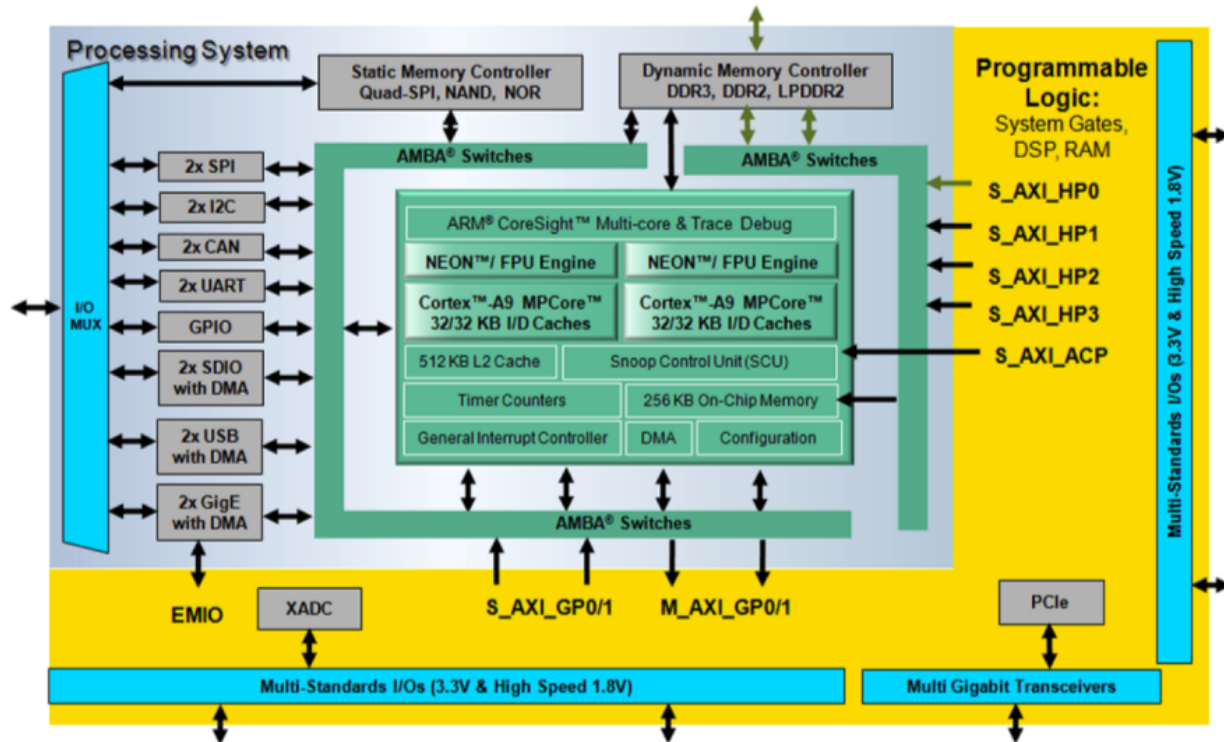 Processing System
Static Memory Controller
Quad-SPI, NAND, NOR
Dynamic Memory Controller
DDR3, DDR2, LPDDR2
Programmable
Logic:
System Gates,
DSP, RAM
AMBA® Switches
AMBA® Switches
I/O
MUX
2x SPI
2x I2C
2x CAN
2x UART
GPIO
2x SDIO
with DMA
2x USB
with DMA
2x GigE
with DMA
EMIO
ARM® CoreSight™ Multi-core & Trace Debug
NEON™/ FPU Engine
NEON™/ FPU Engine
Cortex™-A9 MPCore™
32/32 KB I/D Caches
Cortex™-A9 MPCore™
32/32 KB I/D Caches
512 KB L2 Cache
Snoop Control Unit (SCU)
Timer Counters
256 KB On-Chip Memory
General Interrupt Controller
DMA
Configuration
AMBA® Switches
S_AXI_HP0
S_AXI_HP1
S_AXI_HP2
S_AXI_HP3
S_AXI_ACP
Multi-Standards I/Os (3.3V & High Speed 1.8V)
S_AXI_GP0/1
M_AXI_GP0/1
XADC
PCIe
Multi-Standards I/Os (3.3V & High Speed 1.8V)
Multi Gigabit Transceivers